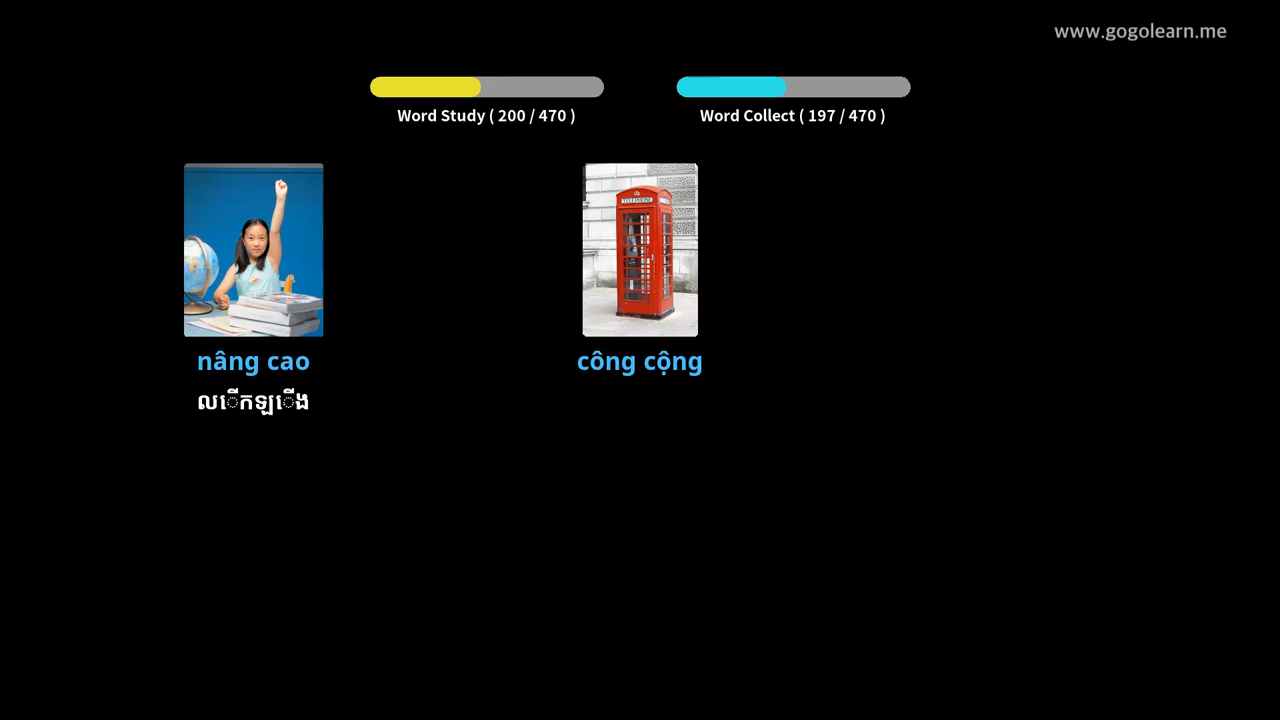 www.gogolearn.me
Word Study ( 200 / 470 )
Word Collect ( 197 / 470 )
TELEPHONE
nâng cao
công cộng
លើកឡើង